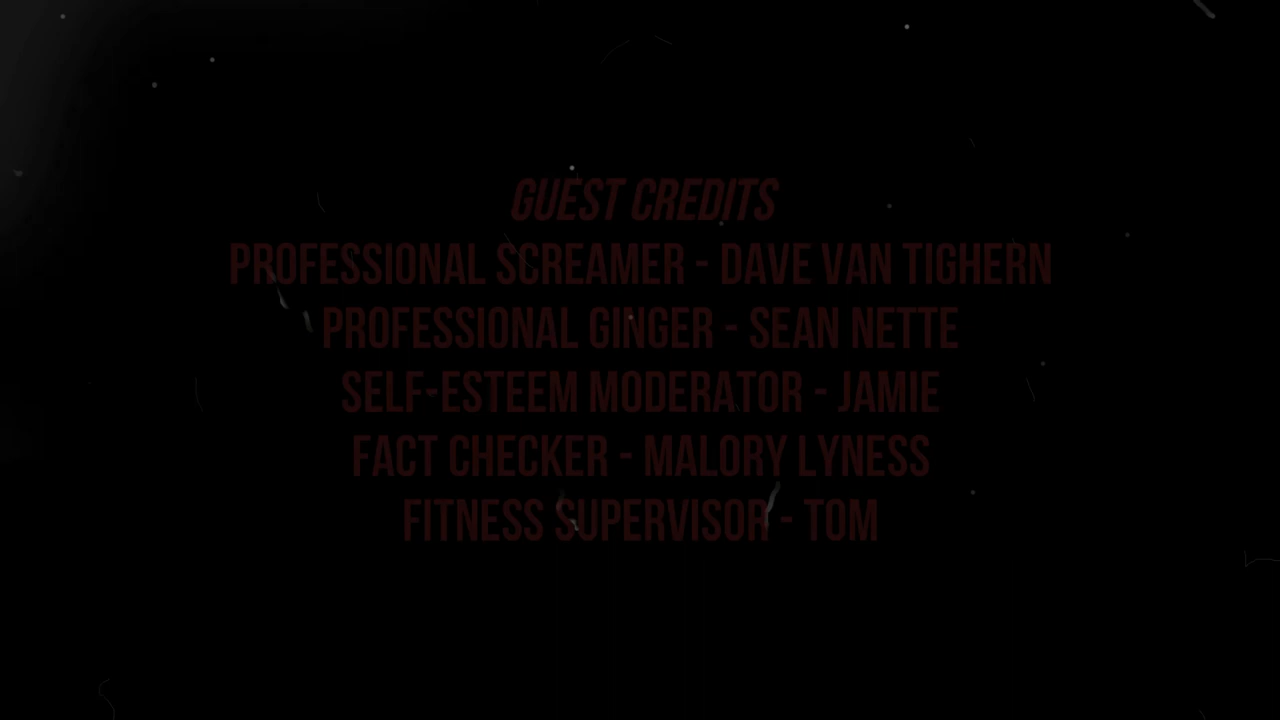 GUEST CREDITS
PROFESSIONAL SCREAMER - DAVE VAN TIGHERN
PROFESSIONAL GINGER - SEAN NETTE
SELF-ESTEEM MODERATOR - JAMIE
FACT CHECKER - MALORY LYNESS
FITNESS SUPERVISOR - TOM